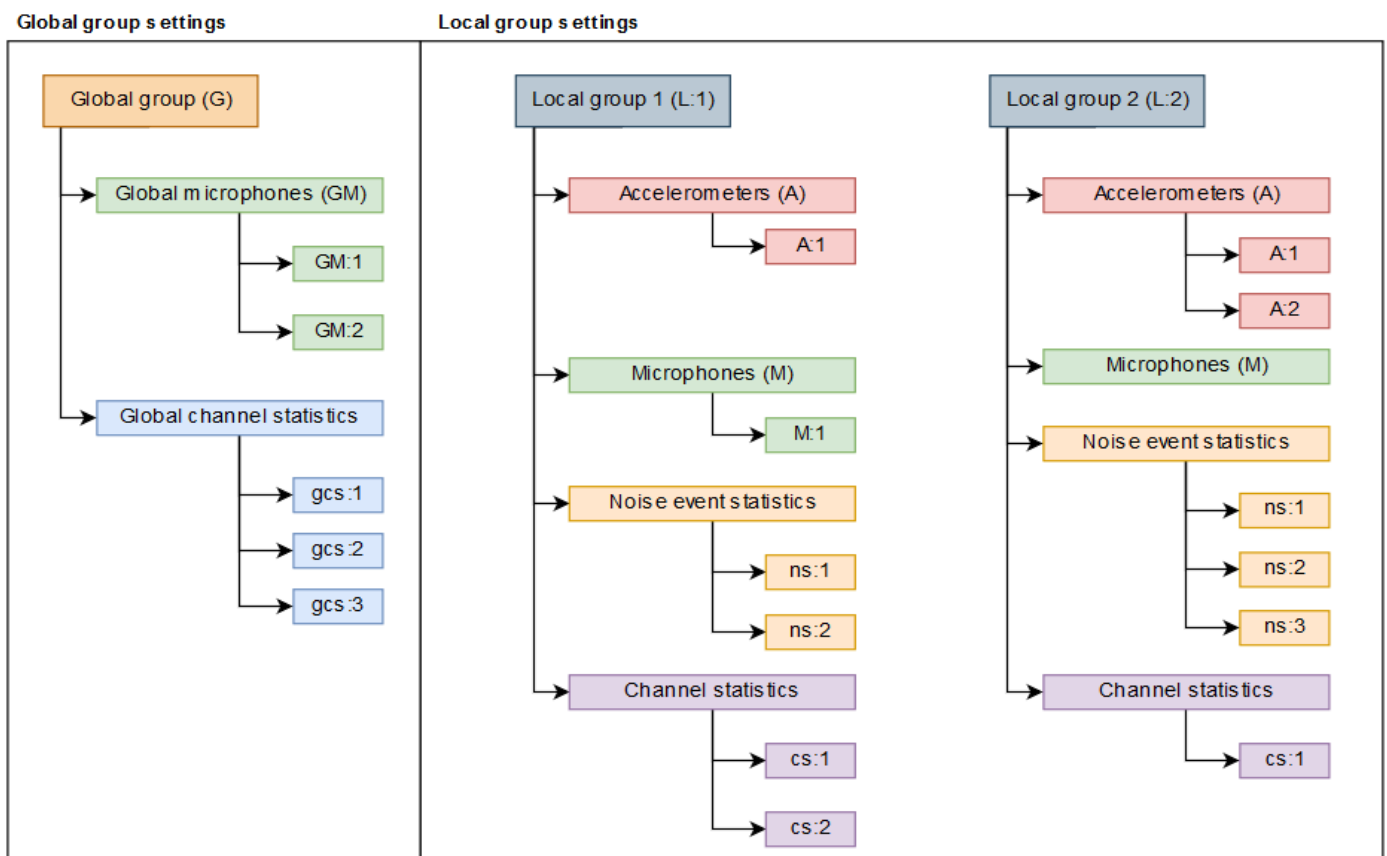 Global group settings
Local group settings
Global group (G)
Global microphones (GM)
GM:1
GM:2
Global channel statistics
gcs:1
gcs:2
gcs:3
Local group 1 (L:1)
Accelerometers (A)
A:1
Microphones (M)
M:1
Noise event statistics
ns:1
ns:2
Channel statistics
cs:1
cs:2
Local group 2 (L:2)
Accelerometers (A)
A:1
A:2
Microphones (M)
Noise event statistics
ns:1
ns:2
ns:3
Channel statistics
cs:1